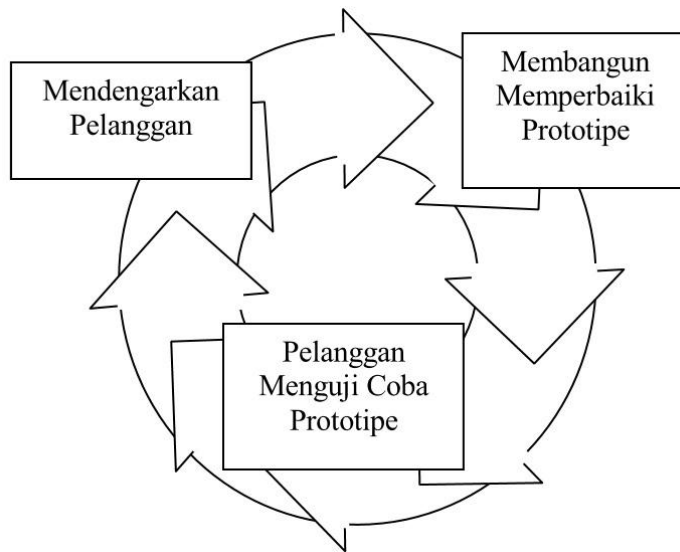 Mendengarkan
Pelanggan
Membangun
Memperbaiki
Prototipe
Pelanggan
Menguji Coba
Prototipe